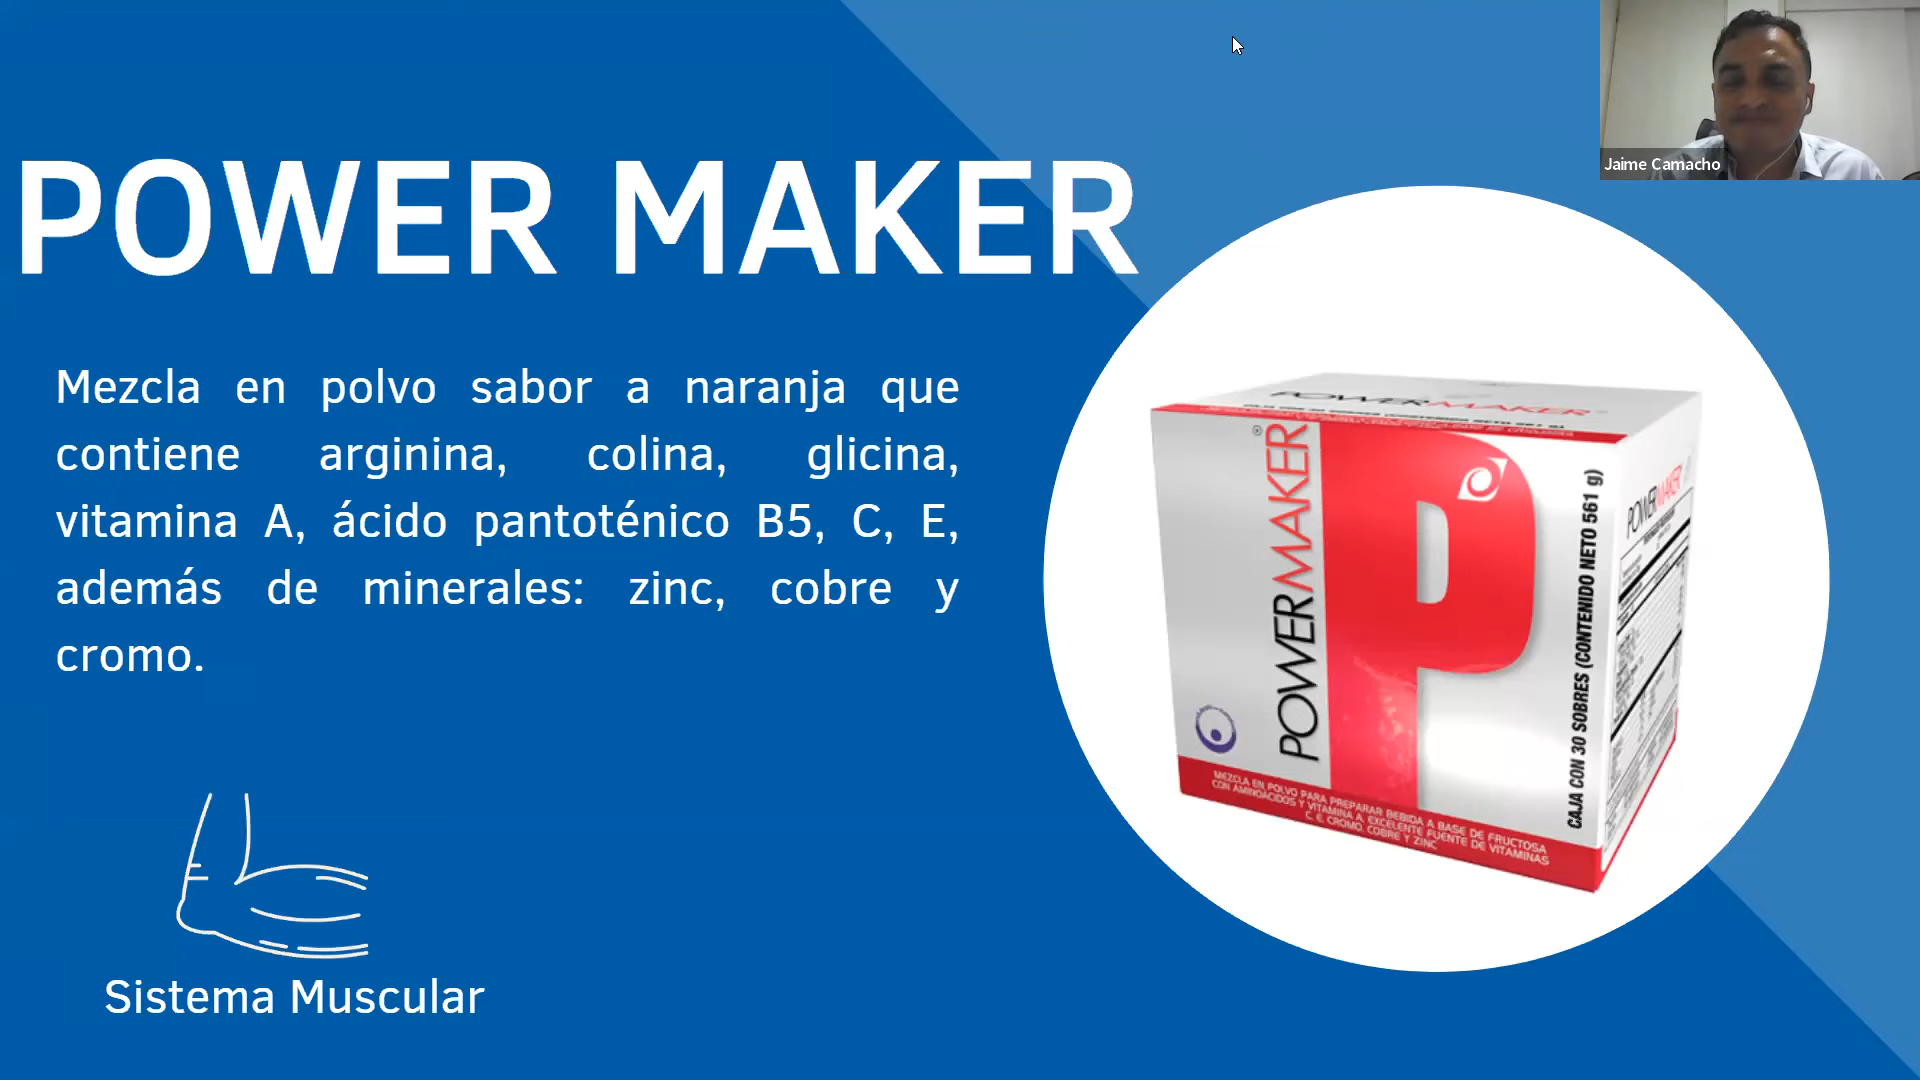 POWER MAKER
Jaime Camacho
Mezcla en polvo sabor a naranja que
contiene arginina, colina, glicina,
vitamina A, ácido pantoténico B5, C, E,
además de minerales: zinc, cobre y
cromo.
Sistema Muscular
POWERMAKER
POWERMAKER®
CAJA CON 30 SOBRES (CONTENIDO NETO 561 g)
POWERMAKER
MEZCLA EN POLVO PARA PREPARAR BEBIDA A BASE DE FRUCTOSA
CON AMINOÁCIDOS Y VITAMINA A. EXCELENTE FUENTE DE VITAMINAS
C, E, CROMO, COBRE Y ZINC